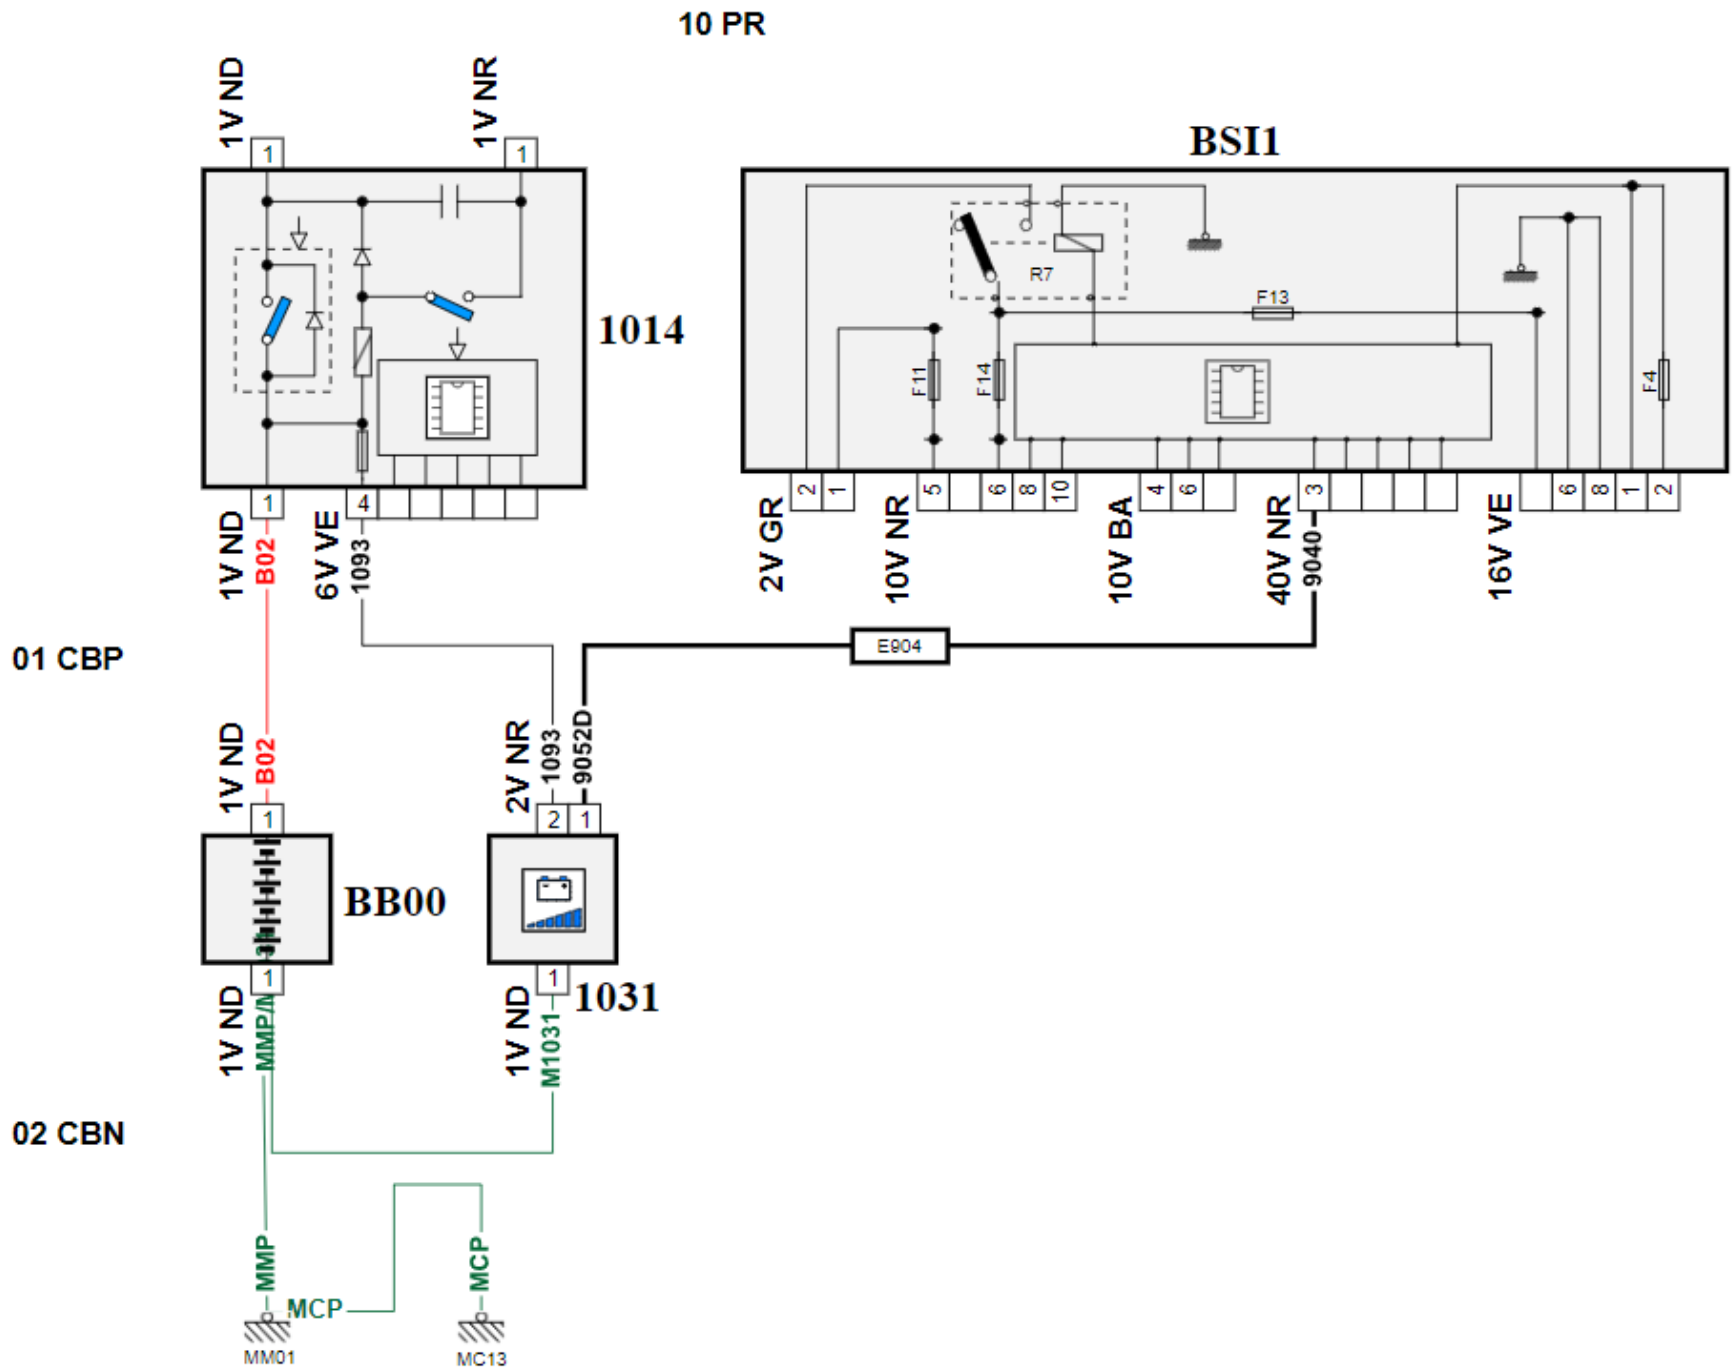 10 PR
1V ND
1V NR
BSI1
1
1
1014
R7
F13
F11
F14
F4
1
4
2
1
5
6
8
10
4
6
3
6
8
1
2
1V ND
B02
6V VE
1093
2V GR
10V NR
10V BA
40V NR
9040
16V VE
01 CBP
E904
1V ND
B02
2V NR
1093
9052D
1
2
1
BB00
1
1
1031
1V ND
MMP/M
1V ND
M1031
02 CBN
MMP
MCP
MCP
MM01
MC13